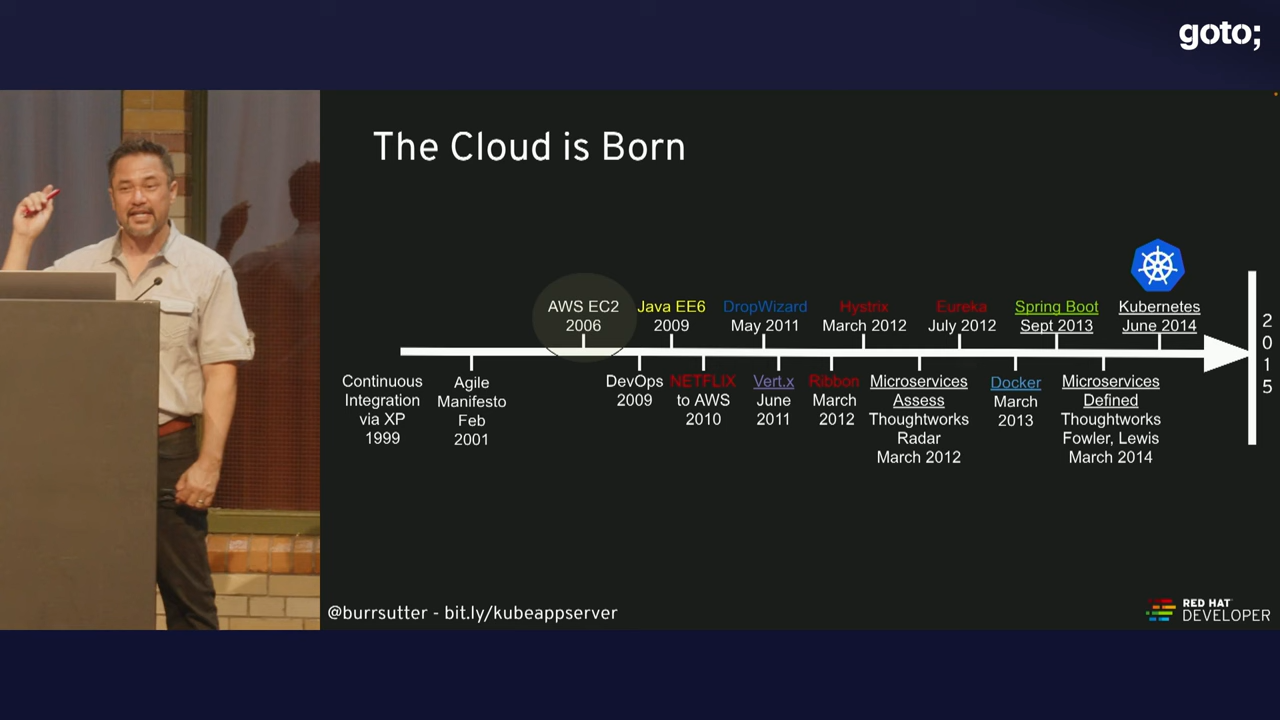 goto;
The Cloud is Born
AWS EC2
2006
Java EE6
2009
DropWizard
May 2011
Hystrix
March 2012
Eureka
July 2012
Spring Boot
Sept 2013
Kubernetes
June 2014
2
0
1
5
Continuous
Integration
via XP
1999
Agile
Manifesto
Feb
2001
DevOps
2009
NETFLIX
to AWS
2010
Vert.x
June
2011
Ribbon
March
2012
Microservices
Assess
Thoughtworks
Radar
March 2012
Docker
March
2013
Microservices
Defined
Thoughtworks
Fowler, Lewis
March 2014
@burrsutter - bit.ly/kubeappserver
RED HAT
DEVELOPER